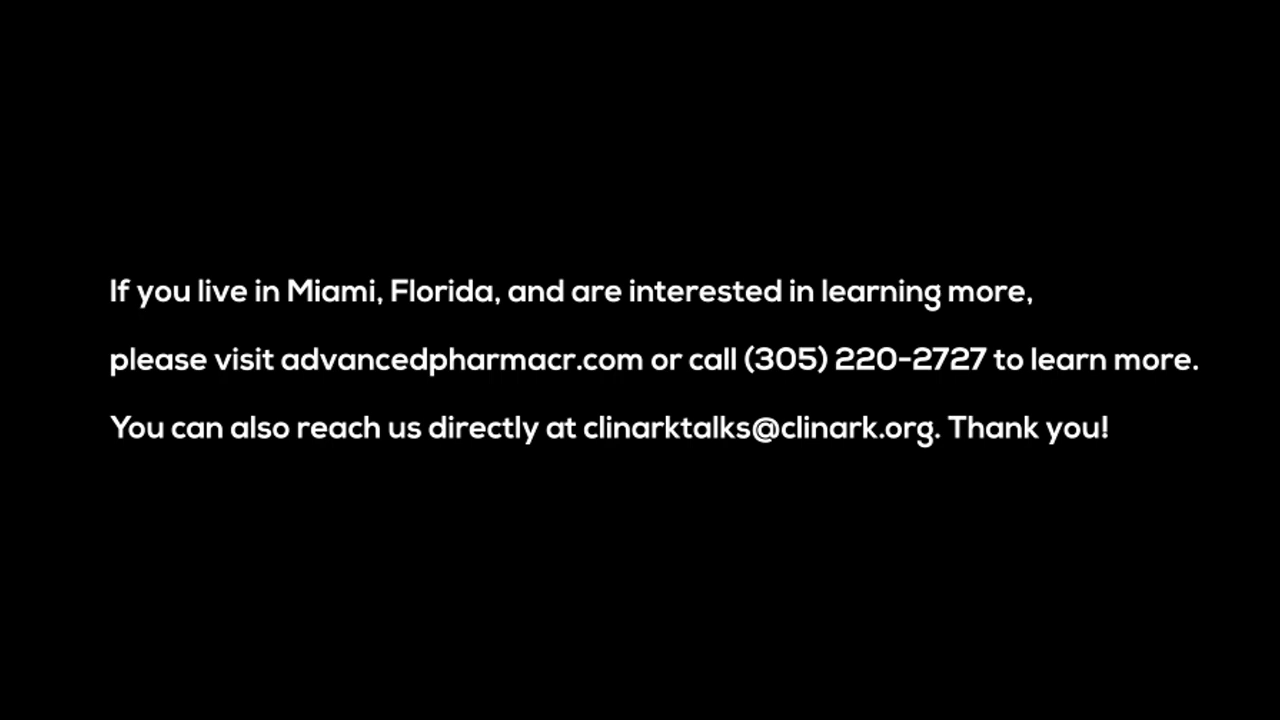 If you live in Miami, Florida, and are interested in learning more,
please visit advancedpharmacr.com or call (305) 220-2727 to learn more.
You can also reach us directly at clinarktalks@clinark.org. Thank you!